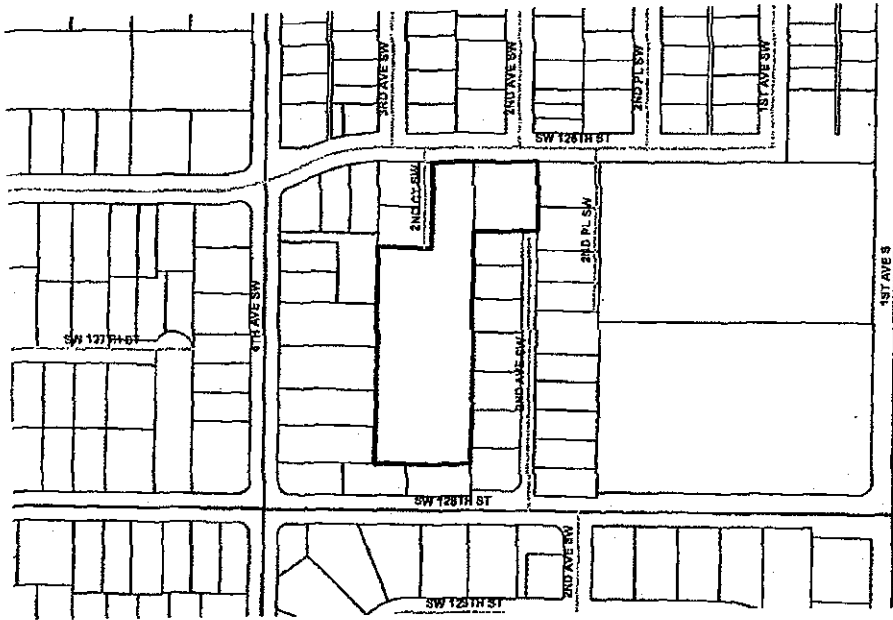 3RD AVE SW
2ND AVE SW
2ND PL SW
1ST AVE SW
SW 126TH ST
2ND CT SW
2ND PL SW
1ST AVE S
4TH AVE SW
SW 127TH ST
2ND AVE SW
SW 128TH ST
2ND AVE SW
SW 129TH ST